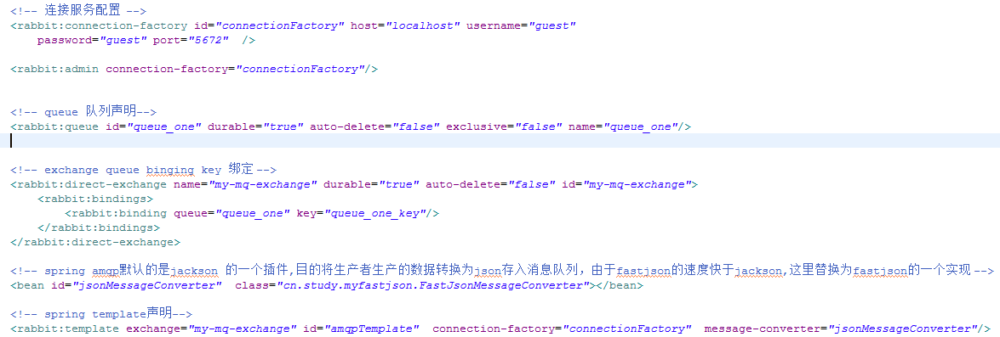 <!-- 连接服务配置 -->
<rabbit:connection-factory id="connectionFactory" host="localhost" username="guest"
password="guest" port="5672" />
<rabbit:admin connection-factory="connectionFactory"/>
<!-- queue 队列声明-->
<rabbit:queue id="queue_one" durable="true" auto-delete="false" exclusive="false" name="queue_one"/>
<!-- exchange queue binging key 绑定 -->
<rabbit:direct-exchange name="my-mq-exchange" durable="true" auto-delete="false" id="my-mq-exchange">
<rabbit:bindings>
<rabbit:binding queue="queue_one" key="queue_one_key"/>
</rabbit:bindings>
</rabbit:direct-exchange>
<!-- spring amqp默认的是jackson 的一个插件,目的将生产者生产的数据转换为json存入消息队列，由于fastjson的速度快于jackson,这里替换为fastjson的一个实现 -->
<bean id="jsonMessageConverter"  class="cn.study.myfastjson.FastJsonMessageConverter"></bean>
<!-- spring template声明-->
<rabbit:template exchange="my-mq-exchange" id="amqpTemplate"  connection-factory="connectionFactory"  message-converter="jsonMessageConverter"/>